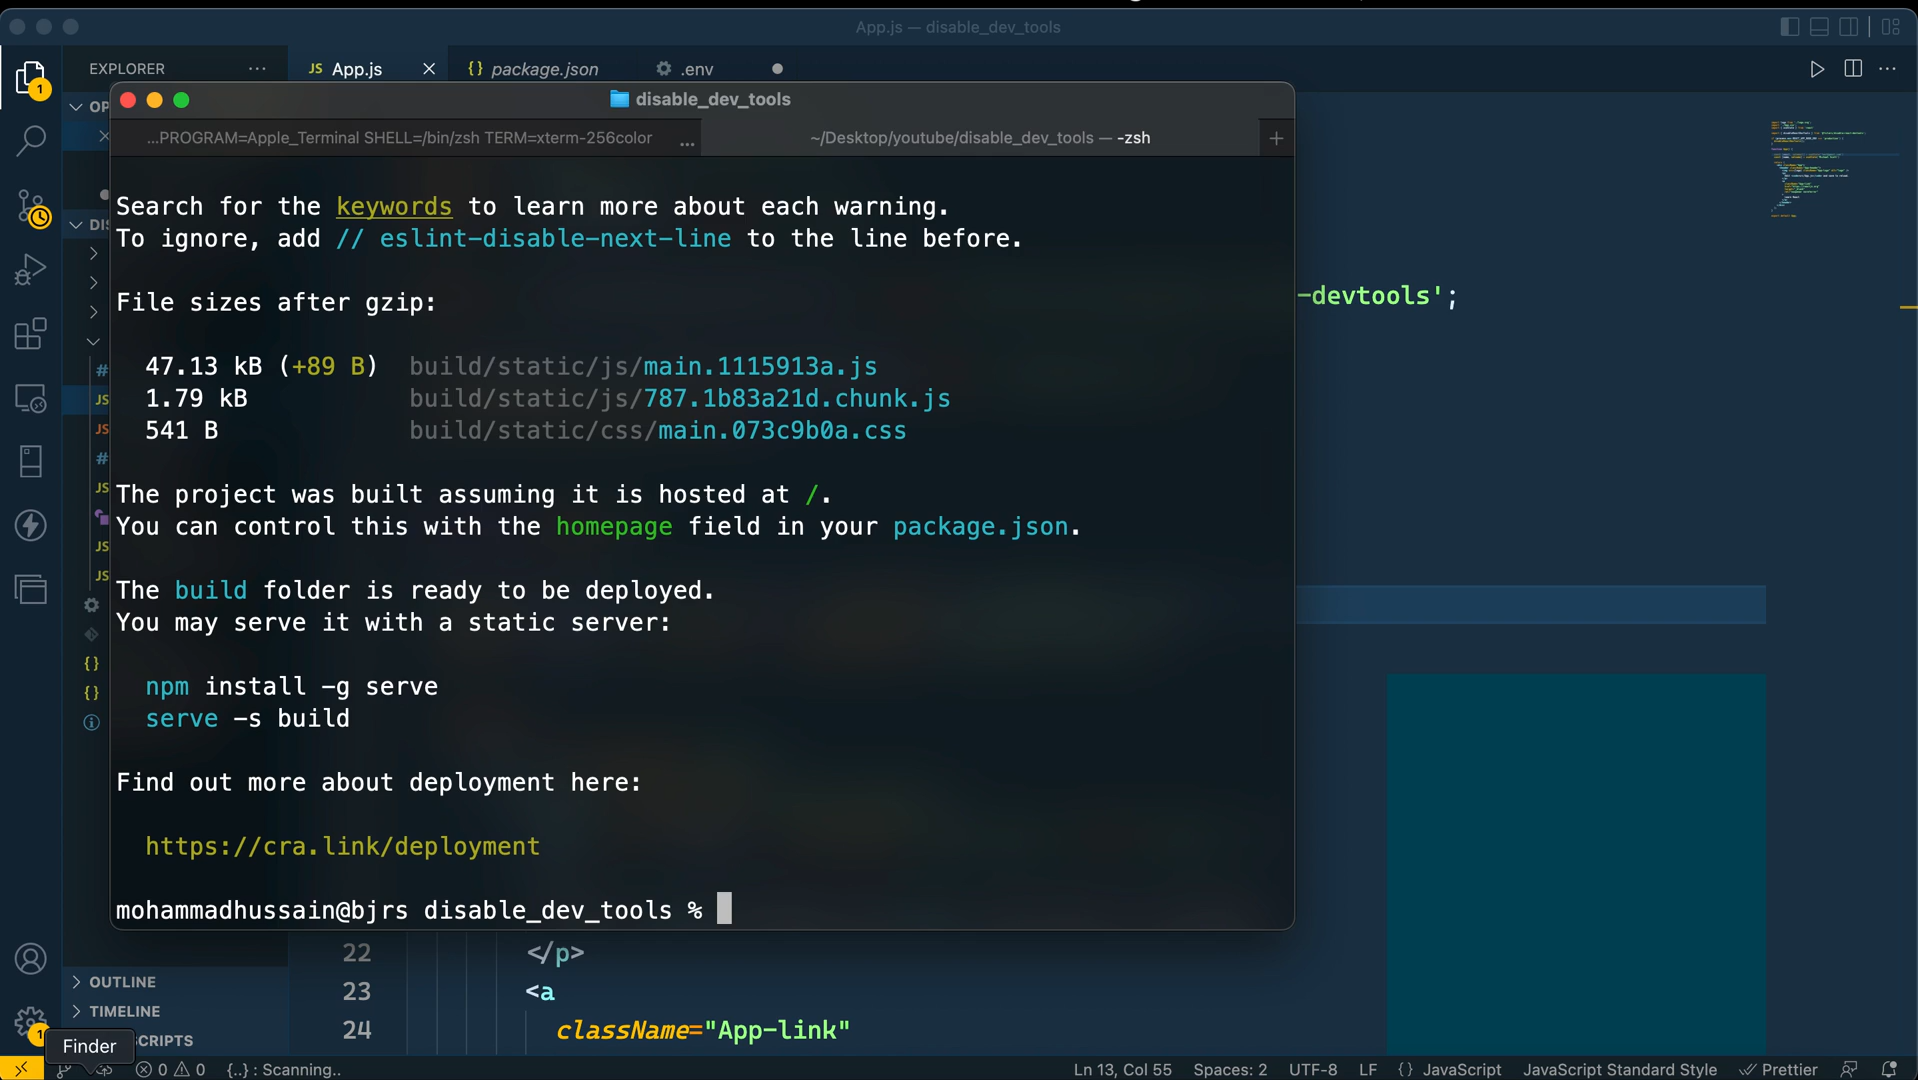 App.js — disable_dev_tools
EXPLORER
JS App.js
{} package.json
.env
disable_dev_tools
...PROGRAM=Apple_Terminal SHELL=/bin/zsh TERM=xterm-256color ...
~/Desktop/youtube/disable_dev_tools — -zsh
Search for the keywords to learn more about each warning.
To ignore, add // eslint-disable-next-line to the line before.
-devtools';
File sizes after gzip:
47.13 kB (+89 B) build/static/js/main.1115913a.js
1.79 kB build/static/js/787.1b83a21d.chunk.js
541 B build/static/css/main.073c9b0a.css
The project was built assuming it is hosted at /.
You can control this with the homepage field in your package.json.
The build folder is ready to be deployed.
You may serve it with a static server:
npm install -g serve
serve -s build
Find out more about deployment here:
https://cra.link/deployment
mohammadhussain@bjrs disable_dev_tools %
22 </p>
23 <a
24 className="App-link"
OUTLINE
TIMELINE
CRIPTS
Finder
0 0
{..} : Scanning..
Ln 13, Col 55
Spaces: 2
UTF-8
LF
{} JavaScript
JavaScript Standard Style
Prettier